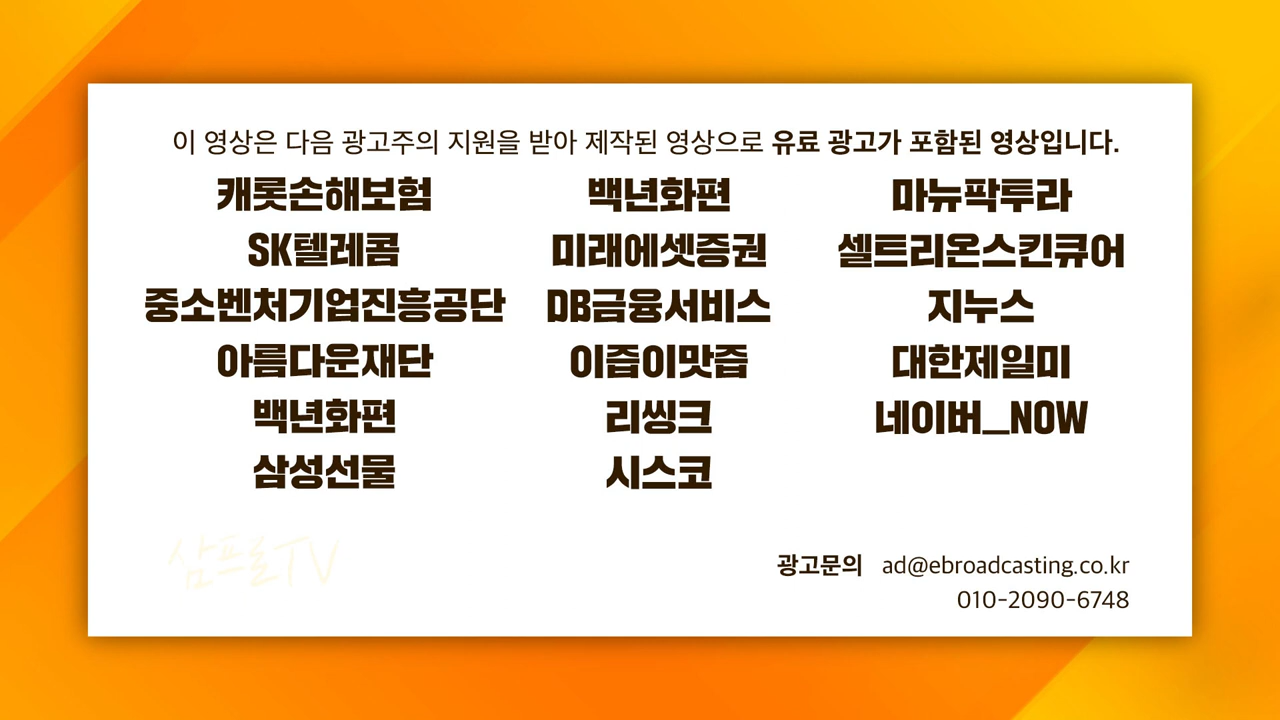 이 영상은 다음 광고주의 지원을 받아 제작된 영상으로 유료 광고가 포함된 영상입니다.
캐롯손해보험 백년화편 마뉴팍투라
SK텔레콤 미래에셋증권 셀트리온스킨큐어
중소벤처기업진흥공단 DB금융서비스 지누스
아름다운재단 이즙이맛즙 대한제일미
백년화편 리씽크 네이버_NOW
삼성선물 시스코
삼프로TV
광고문의 ad@ebroadcasting.co.kr
010-2090-6748